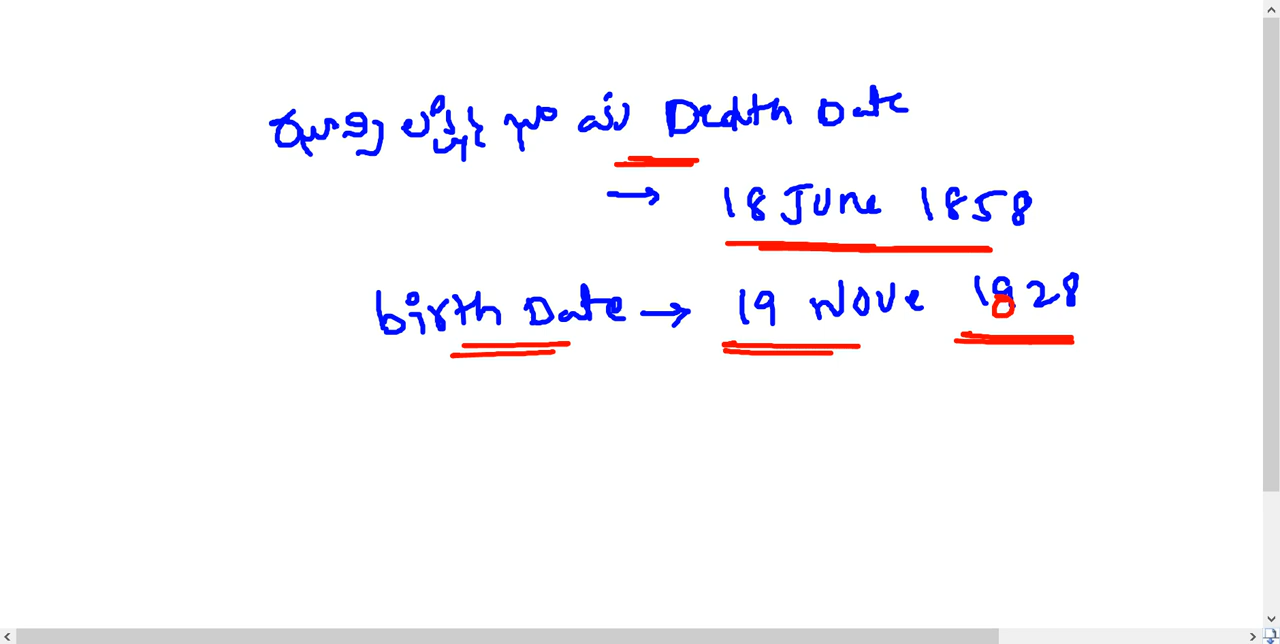 Death Date
→ 18 June 1858
birth Date → 19 Nove 1828